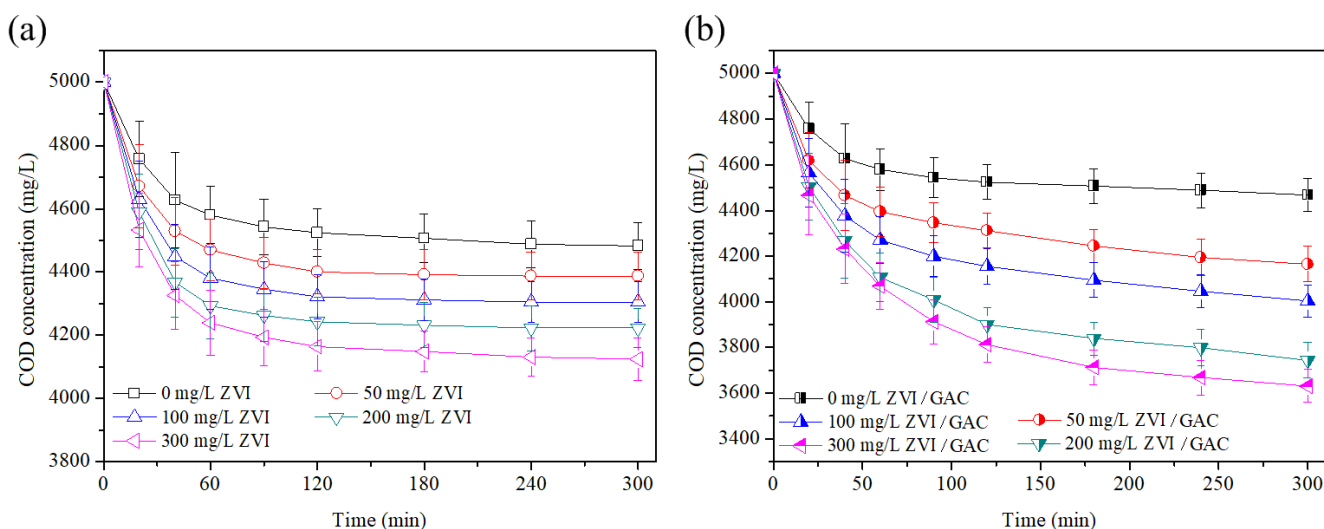 (a)
COD concentration (mg/L)
5000
4800
4600
4400
4200
4000
3800
0 mg/L ZVI
50 mg/L ZVI
100 mg/L ZVI
200 mg/L ZVI
300 mg/L ZVI
0
60
120
180
240
300
Time (min)
(b)
COD concentration (mg/L)
5000
4800
4600
4400
4200
4000
3800
3600
3400
0 mg/L ZVI / GAC
50 mg/L ZVI / GAC
100 mg/L ZVI / GAC
200 mg/L ZVI / GAC
300 mg/L ZVI / GAC
0
50
100
150
200
250
300
Time (min)